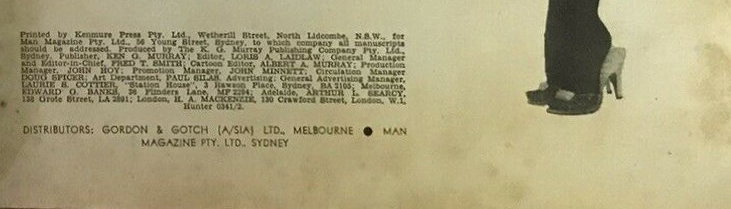 Printed by Kenmure Press Pty. Ltd., Wetherill Street, North Lidcombe, N.S.W., for
Man Magazine Pty. Ltd., 56 Young Street, Sydney, to which company all manuscripts
should be addressed. Produced by The K. G. Murray Publishing Company Pty. Ltd.,
Sydney. Publisher, KEN G. MURRAY; Editor, LORIS A. LAIDLAW; General Manager
and Editor-in-Chief, FRED T. SMITH; Cartoon Editor, ALBERT A. MURRAY; Production
Manager, JOHN HOY; Promotion Manager, JOHN MINNETT; Circulation Manager
DOUG SPICER; Art Department, PAUL SILAS. Advertising: General Advertising Manager,
LAURIE S. COTTIER, "Station House", 3 Rawson Place, Sydney, BA 2105; Melbourne,
EDWARD O. BANKS, 36 Flinders Lane, MF 2294; Adelaide, ARTHUR L. SEARCY,
138 Grote Street, LA 2891; London, H. A. MACKENZIE, 130 Crawford Street, London, W.1,
Hunter 0341/2.
DISTRIBUTORS: GORDON & GOTCH (A/SIA) LTD., MELBOURNE ● MAN
MAGAZINE PTY. LTD., SYDNEY